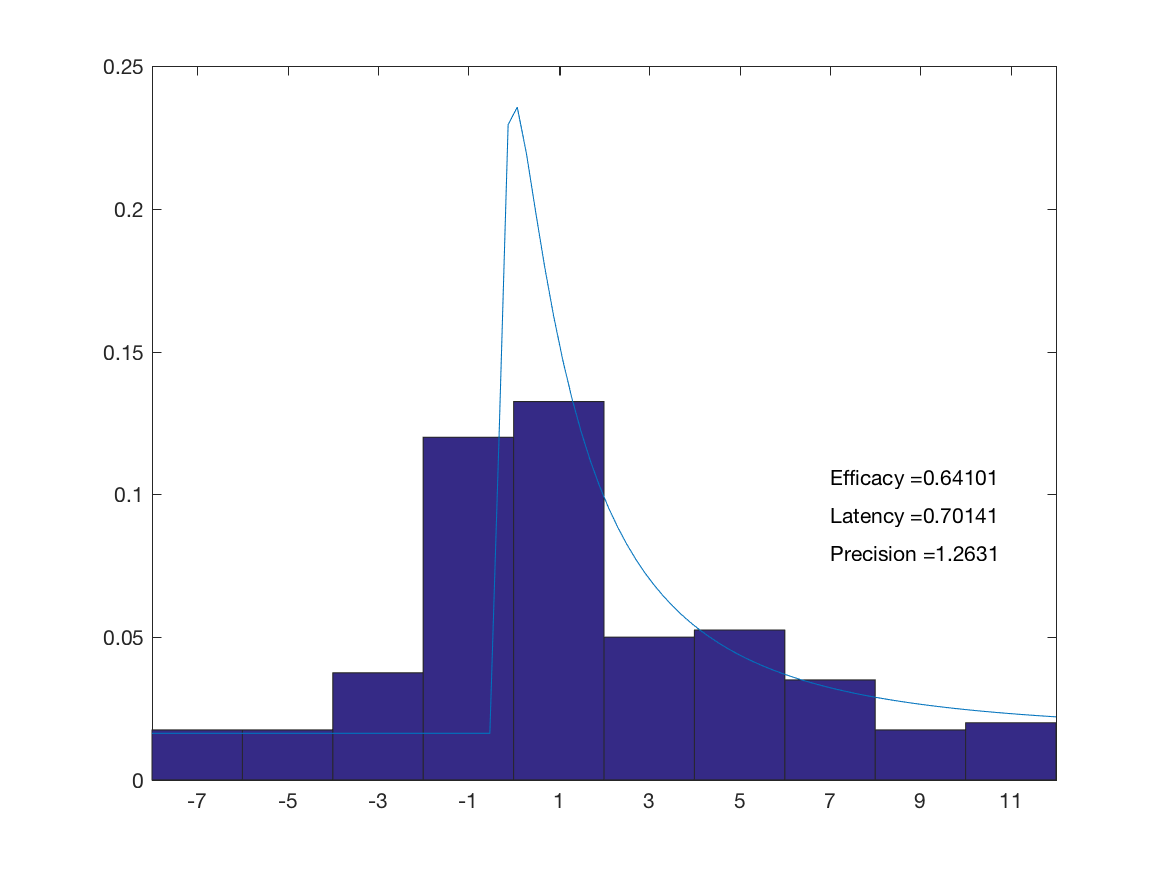 0.25
0.2
0.15
0.1
0.05
0
Efficacy =0.64101
Latency =0.70141
Precision =1.2631
-7 -5 -3 -1 1 3 5 7 9 11